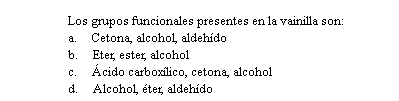 Los grupos funcionales presentes en la vainilla son:
a. Cetona, alcohol, aldehído
b. Eter, ester, alcohol
c. Ácido carboxílico, cetona, alcohol
d. Alcohol, éter, aldehído